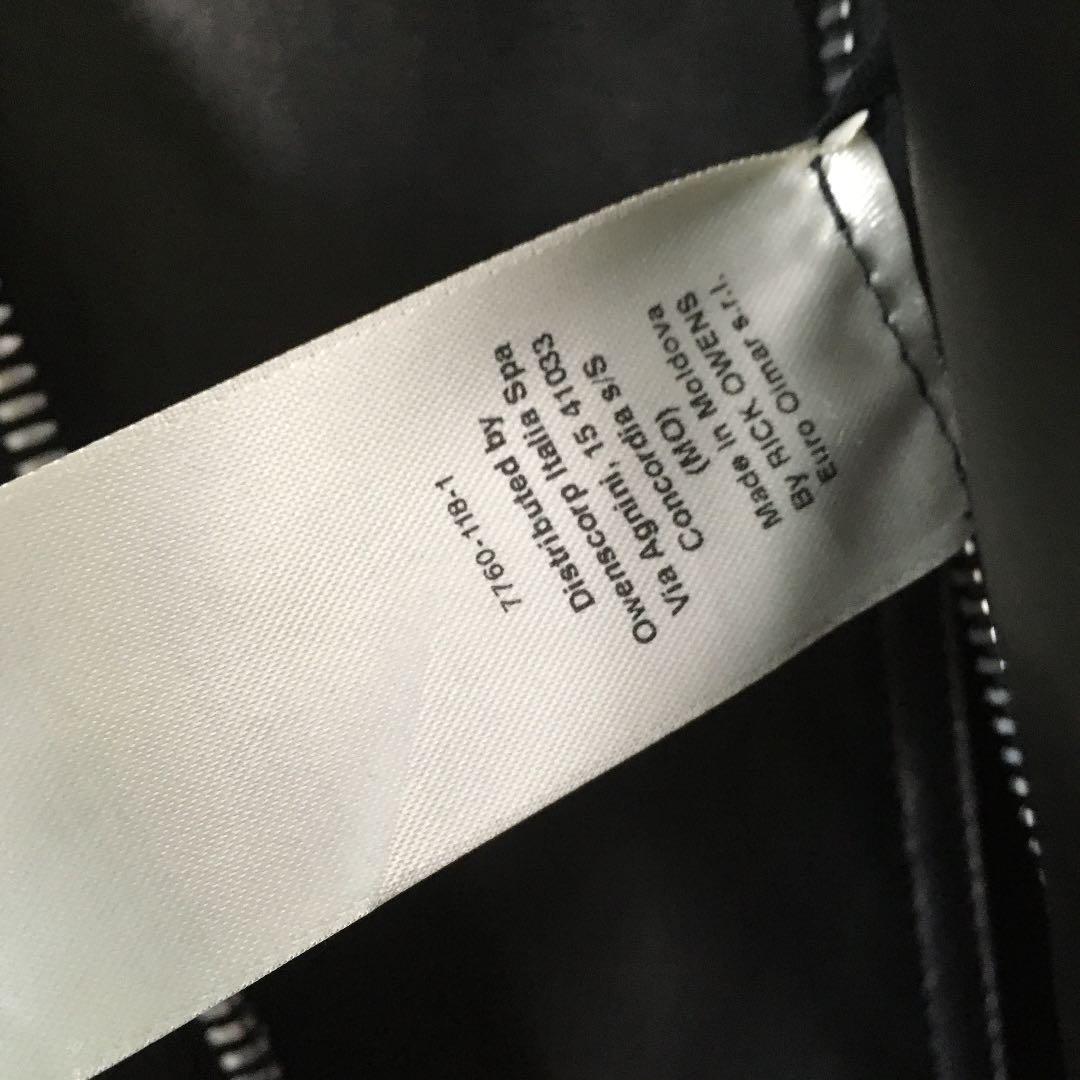 7760-118-1
Distributed by
Owenscorp Italia Spa
Via Agnini, 15 41033
Concordia s/S
(MO)
Made in Moldova
By RICK OWENS
Euro Oimar s.r.l.